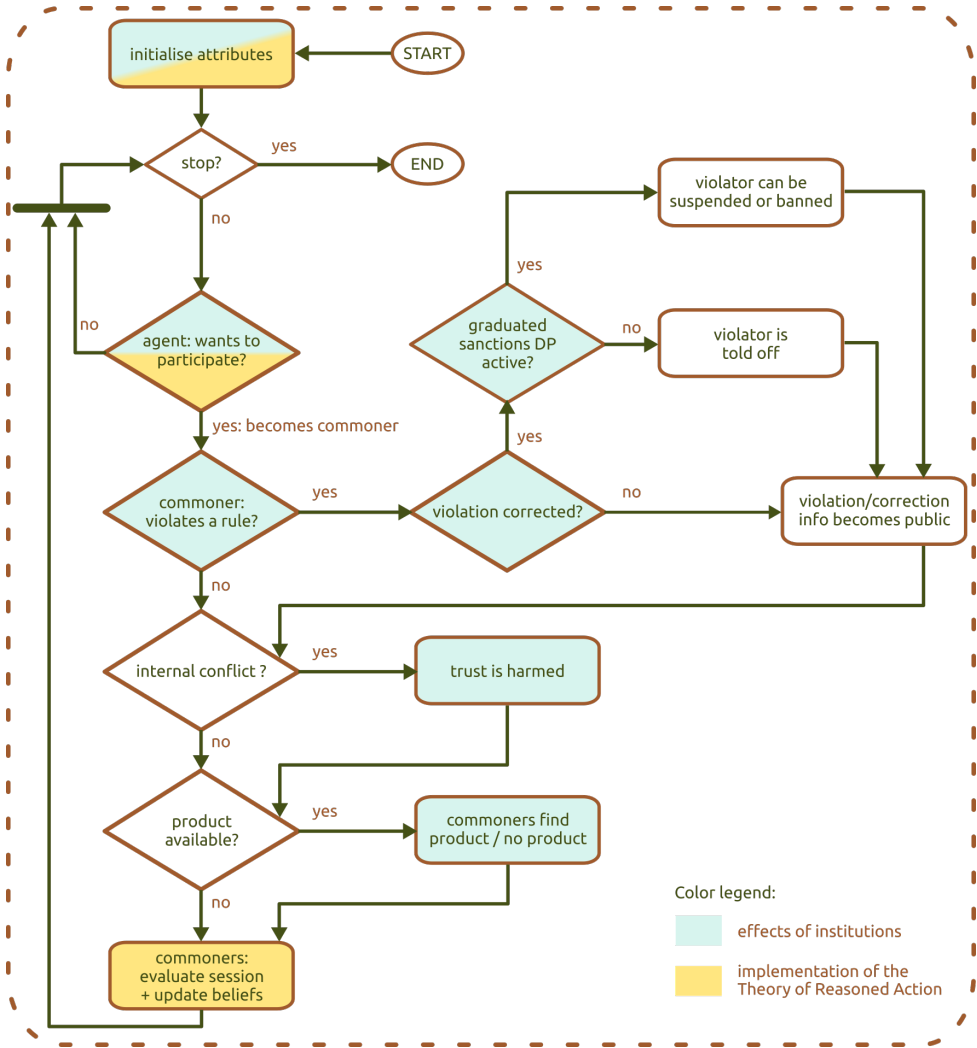 initialise attributes
START
stop?
yes
END
no
violator can be
suspended or banned
yes
no
agent: wants to
participate?
graduated
sanctions DP
active?
no
violator is
told off
yes: becomes commoner
yes
commoner:
violates a rule?
yes
violation corrected?
no
violation/correction
info becomes public
no
internal conflict ?
yes
trust is harmed
no
product
available?
yes
commoners find
product / no product
no
Color legend:
effects of institutions
commoners:
evaluate session
+ update beliefs
implementation of the
Theory of Reasoned Action